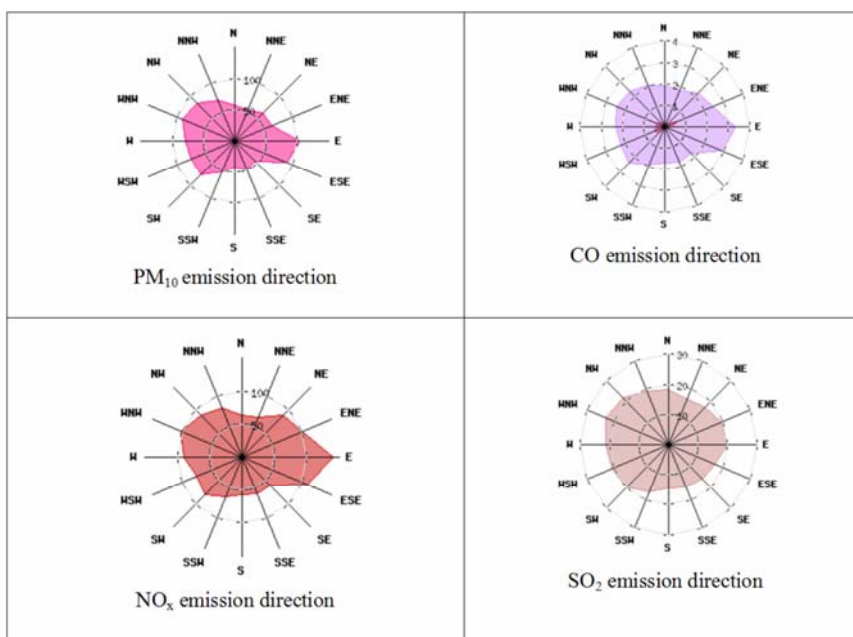 N
NNW
NNE
NW
NE
WNW
ENE
W
E
WSW
ESE
SW
SE
SSW
SSE
S
100
50
PM₁₀ emission direction
N
NNW
NNE
NW
NE
WNW
ENE
W
E
WSW
ESE
SW
SE
SSW
SSE
S
4
3
2
1
CO emission direction
N
NNW
NNE
NW
NE
WNW
ENE
W
E
WSW
ESE
SW
SE
SSW
SSE
S
100
50
NOₓ emission direction
N
NNW
NNE
NW
NE
WNW
ENE
W
E
WSW
ESE
SW
SE
SSW
SSE
S
30
20
10
SO₂ emission direction